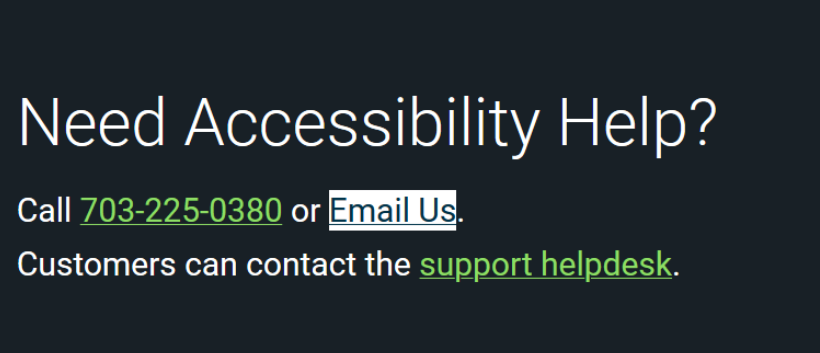 Need Accessibility Help?
Call 703-225-0380 or Email Us.
Customers can contact the support helpdesk.